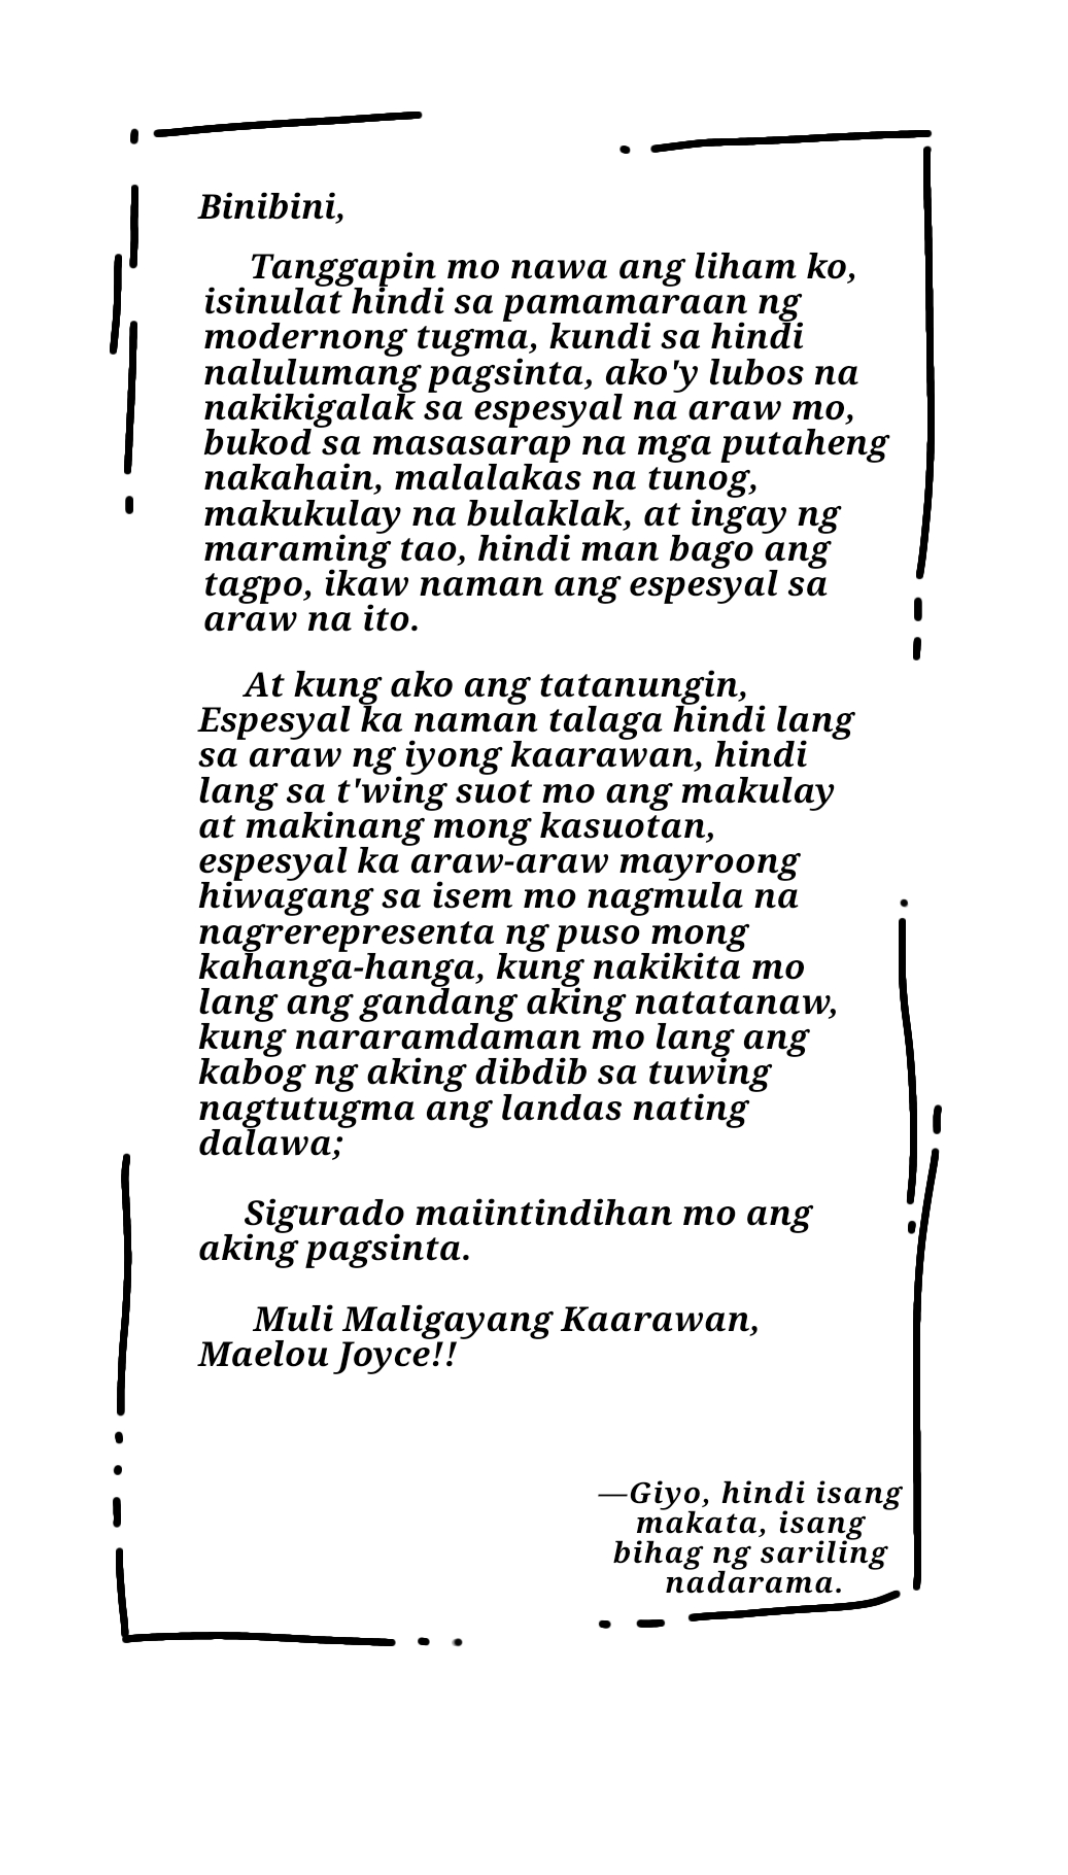 Binibini,
Tanggapin mo nawa ang liham ko,
isinulat hindi sa pamamaraan ng
modernong tugma, kundi sa hindi
nalulumang pagsinta, ako'y lubos na
nakikigalak sa espesyal na araw mo,
bukod sa masasarap na mga putaheng
nakahain, malalakas na tunog,
makukulay na bulaklak, at ingay ng
maraming tao, hindi man bago ang
tagpo, ikaw naman ang espesyal sa
araw na ito.
At kung ako ang tatanungin,
Espesyal ka naman talaga hindi lang
sa araw ng iyong kaarawan, hindi
lang sa t'wing suot mo ang makulay
at makinang mong kasuotan,
espesyal ka araw-araw mayroong
hiwagang sa isem mo nagmula na
nagrerepresenta ng puso mong
kahanga-hanga, kung nakikita mo
lang ang gandang aking natatanaw,
kung nararamdaman mo lang ang
kabog ng aking dibdib sa tuwing
nagtutugma ang landas nating
dalawa;
Sigurado maiintindihan mo ang
aking pagsinta.
Muli Maligayang Kaarawan,
Maelou Joyce!!
—Giyo, hindi isang
makata, isang
bihag ng sariling
nadarama.